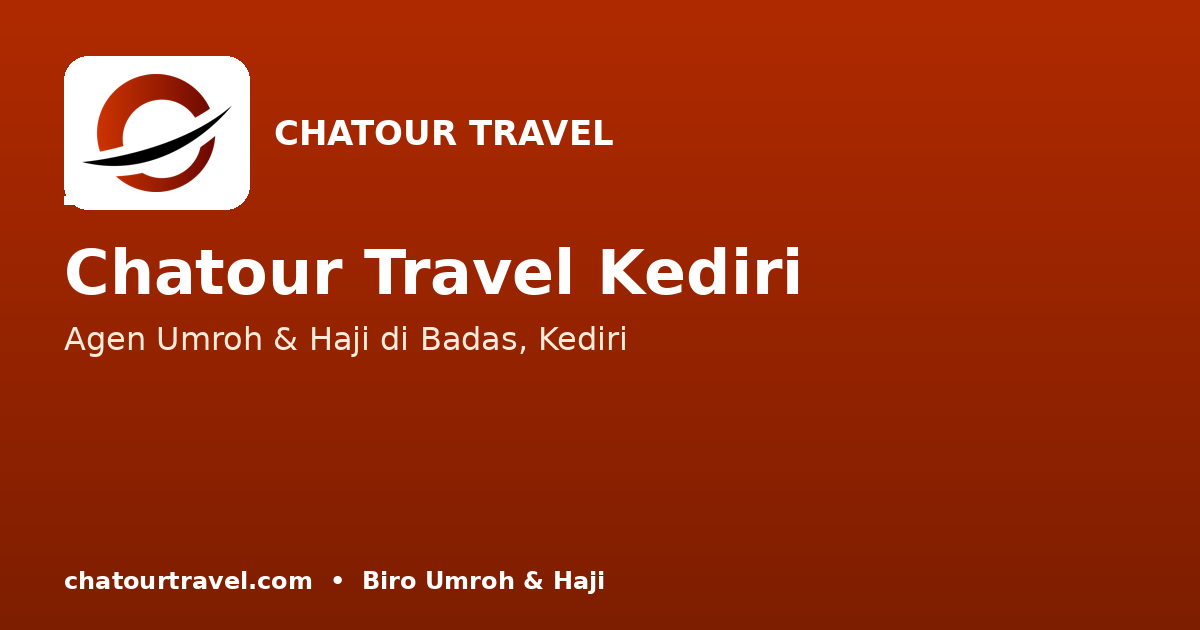 CHATOUR TRAVEL
Chatour Travel Kediri
Agen Umroh & Haji di Badas, Kediri
chatourtravel.com • Biro Umroh & Haji